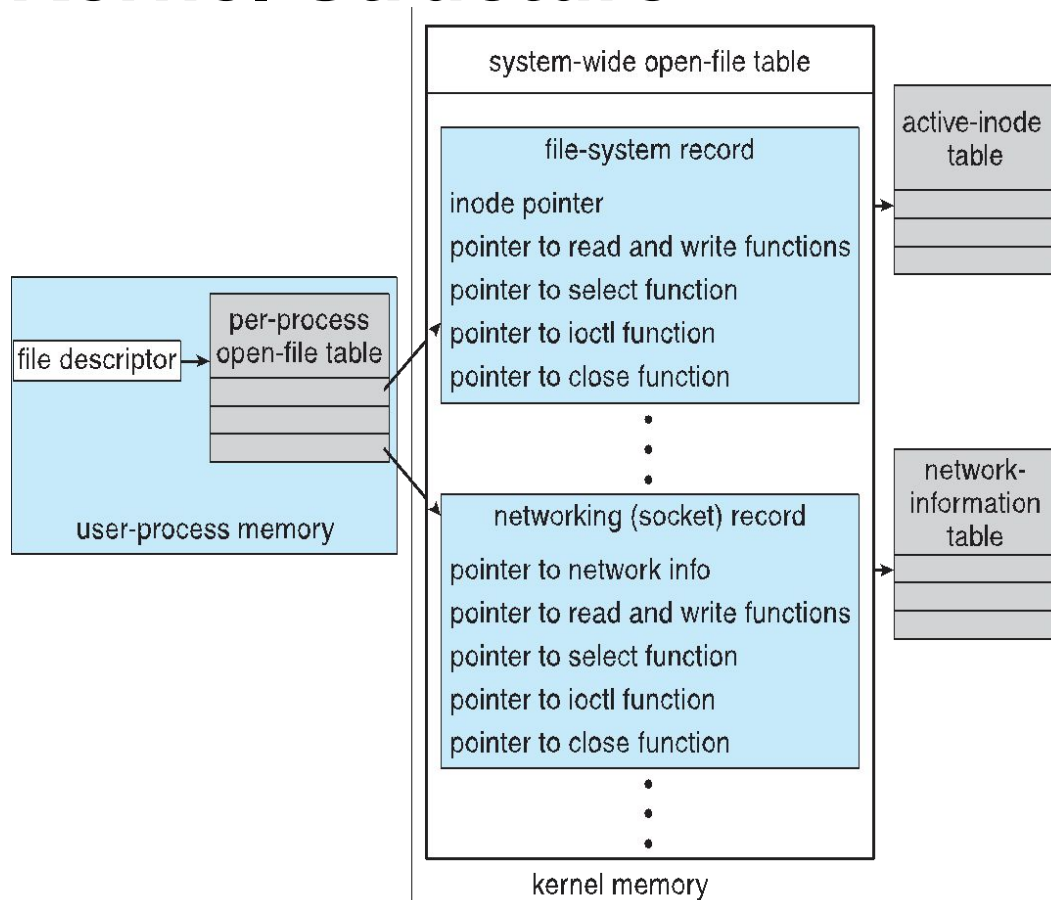 system-wide open-file table
file-system record
inode pointer
pointer to read and write functions
pointer to select function
pointer to ioctl function
pointer to close function
active-inode
table
file descriptor
per-process
open-file table
user-process memory
networking (socket) record
pointer to network info
pointer to read and write functions
pointer to select function
pointer to ioctl function
pointer to close function
network-
information
table
kernel memory